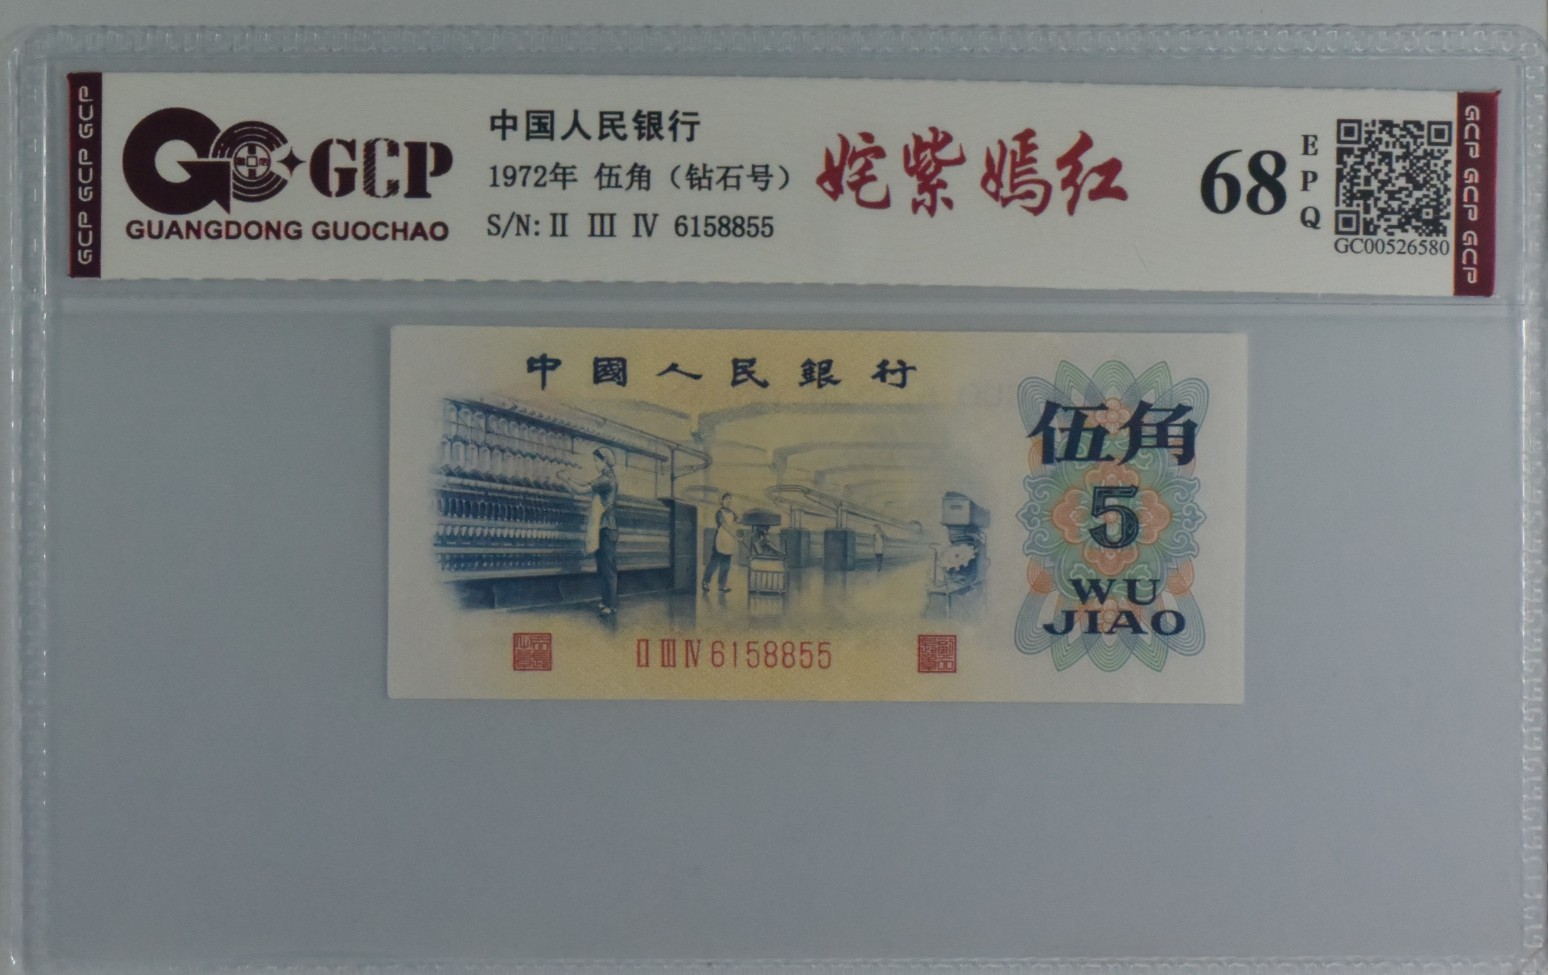 GCP GCP GCP
GCP
GUANGDONG GUOCHAO
中国人民银行
1972年 伍角（钻石号）
S/N: II III IV 6158855
姹紫嫣红
68
EPQ
GC00526580
GCP GCP GCP
中國人民銀行
伍角
5
WU
JIAO
II III IV 6158855